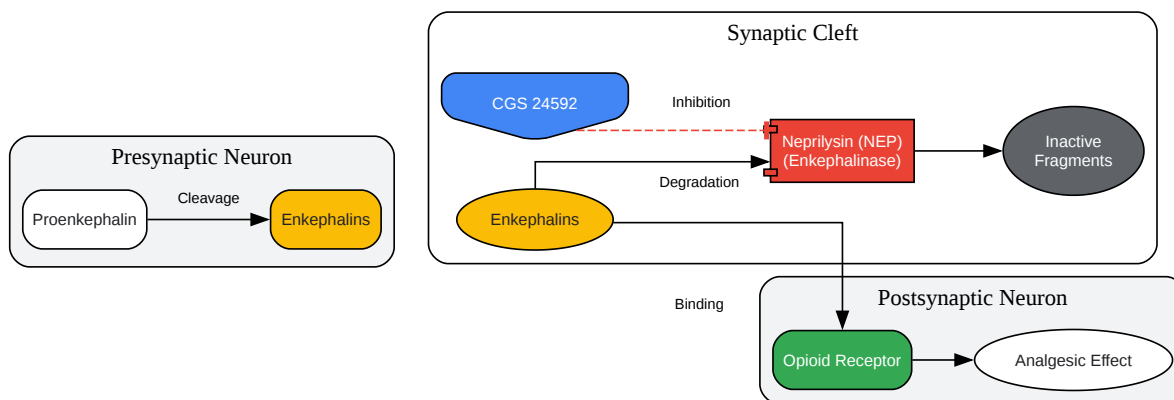 Synaptic Cleft
CGS 24592
Inhibition
Neprilysin (NEP)
(Enkephalinase)
Inactive
Fragments
Presynaptic Neuron
Proenkephalin
Cleavage
Enkephalins
Degradation
Enkephalins
Binding
Postsynaptic Neuron
Opioid Receptor
Analgesic Effect